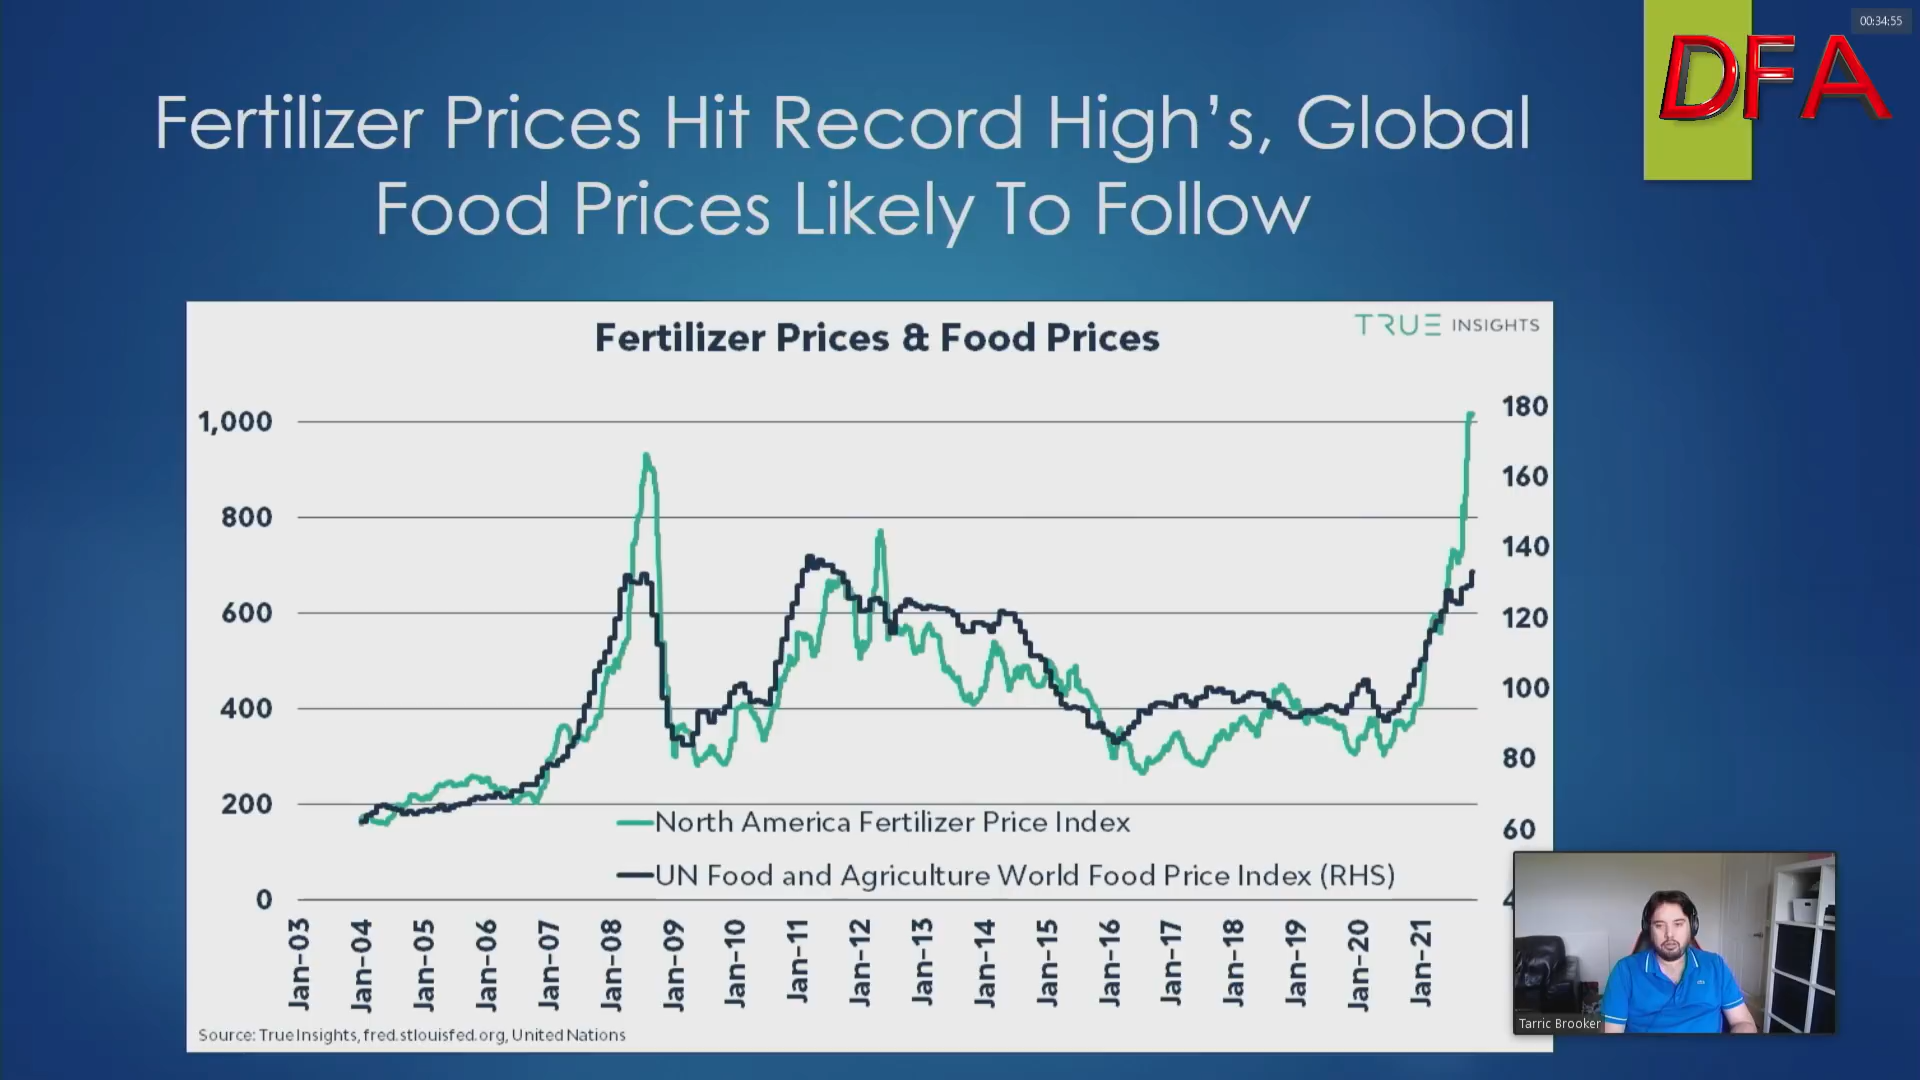 00:34:55
DFA
Fertilizer Prices Hit Record High’s, Global
Food Prices Likely To Follow
Fertilizer Prices & Food Prices
TRUE INSIGHTS
1,000
800
600
400
200
0
180
160
140
120
100
80
60
North America Fertilizer Price Index
UN Food and Agriculture World Food Price Index (RHS)
Jan-03
Jan-04
Jan-05
Jan-06
Jan-07
Jan-08
Jan-09
Jan-10
Jan-11
Jan-12
Jan-13
Jan-14
Jan-15
Jan-16
Jan-17
Jan-18
Jan-19
Jan-20
Jan-21
Source: True Insights, fred.stlouisfed.org, United Nations
Tarric Brooker